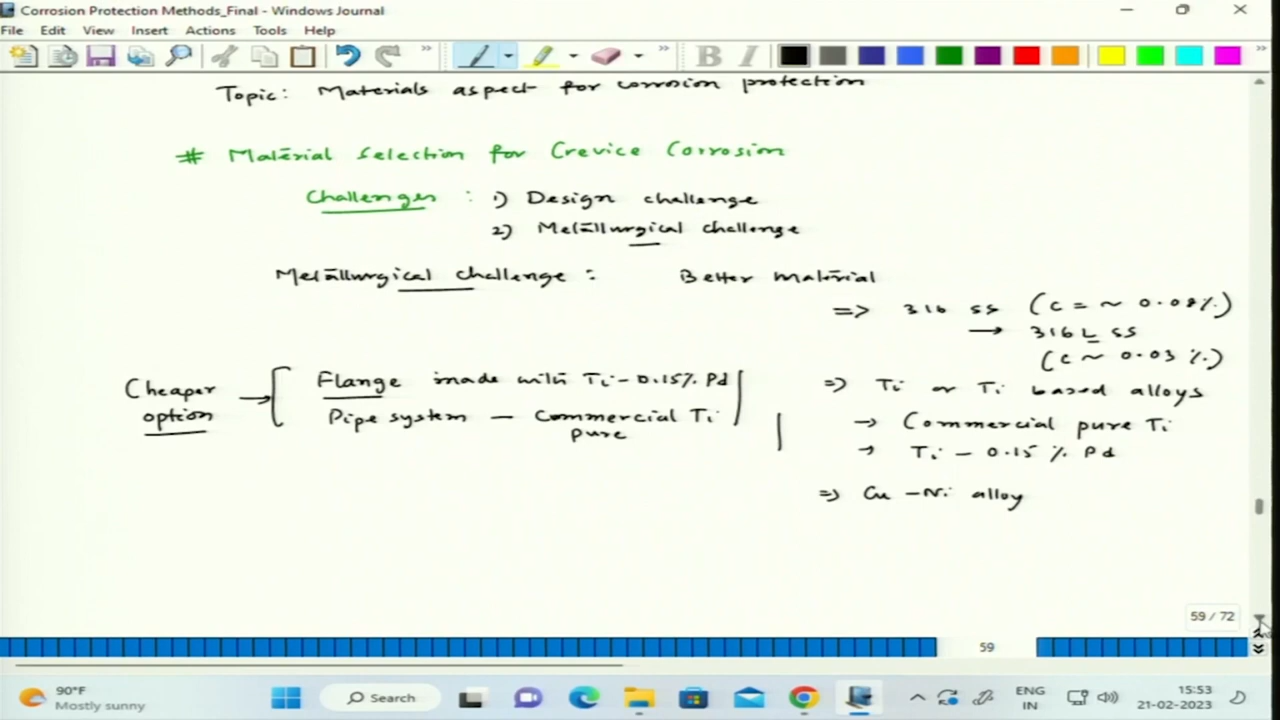 Corrosion Protection Methods_Final - Windows Journal
File Edit View Insert Actions Tools Help
Topic: Materials aspect for corrosion protection
# Material Selection for Crevice Corrosion
Challenges : 1) Design challenge
2) Metallurgical challenge
Metallurgical challenge : Better material
=> 316 SS (C = ~ 0.08%)
→ 316L SS
(C ~ 0.03 %)
Cheaper option → Flange made with Ti-0.15% Pd
Pipe system - Commercial Ti
pure
=> Ti or Ti based alloys
→ Commercial pure Ti
→ Ti - 0.15 % Pd
=> Cu-Ni alloy
59 / 72
59
90°F
Mostly sunny
Search
ENG
IN
15:53
21-02-2023